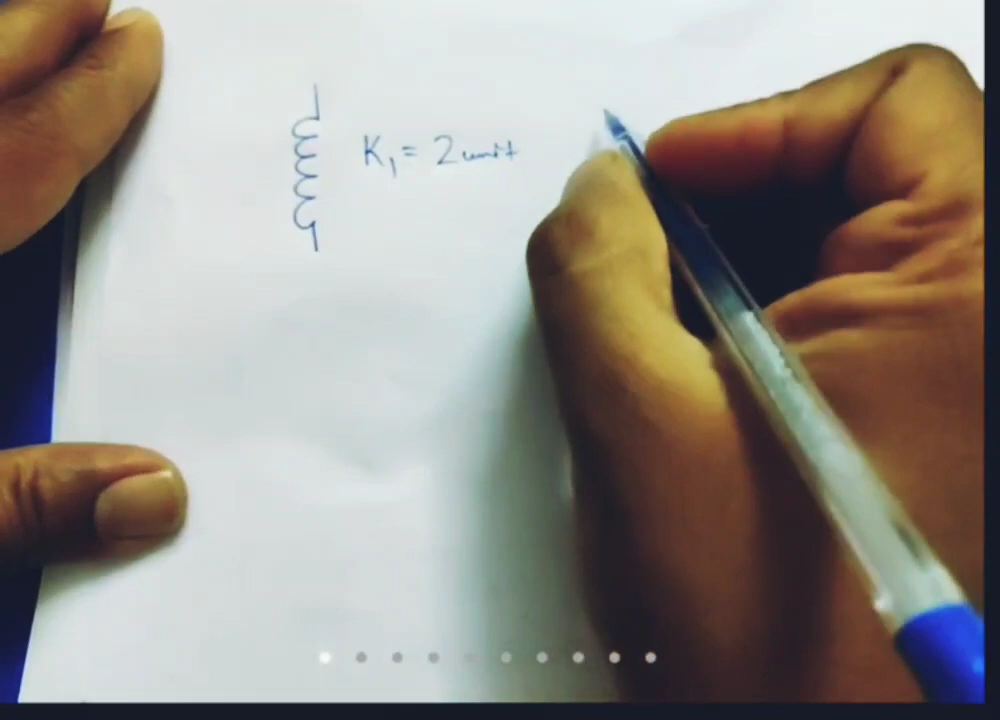 K₁ = 2 unit